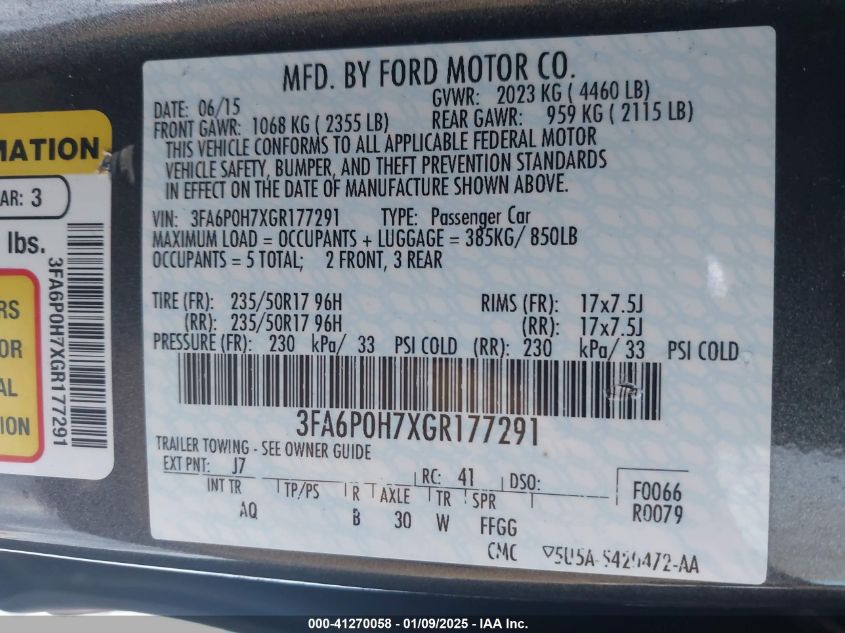 MFD. BY FORD MOTOR CO.
DATE: 06/15 GVWR: 2023 KG ( 4460 LB)
FRONT GAWR: 1068 KG ( 2355 LB) REAR GAWR: 959 KG ( 2115 LB)
THIS VEHICLE CONFORMS TO ALL APPLICABLE FEDERAL MOTOR
VEHICLE SAFETY, BUMPER, AND THEFT PREVENTION STANDARDS
IN EFFECT ON THE DATE OF MANUFACTURE SHOWN ABOVE.
VIN: 3FA6P0H7XGR177291 TYPE: Passenger Car
MAXIMUM LOAD = OCCUPANTS + LUGGAGE = 385KG/ 850LB
OCCUPANTS = 5 TOTAL; 2 FRONT, 3 REAR
TIRE (FR): 235/50R17 96H RIMS (FR): 17x7.5J
(RR): 235/50R17 96H (RR): 17x7.5J
PRESSURE (FR): 230 kPa/ 33 PSI COLD (RR): 230 kPa/ 33 PSI COLD
3FA6P0H7XGR177291
TRAILER TOWING - SEE OWNER GUIDE
EXT PNT: J7 RC: 41 DSO: F0066
INT TR TP/PS R AXLE TR SPR R0079
AQ B 30 W FFGG
CMC
MATION
AR: 3
lbs.
3FA6P0H7XGR177291
RS
OR
AL
000-41270058 - 01/09/2025 - IAA Inc.